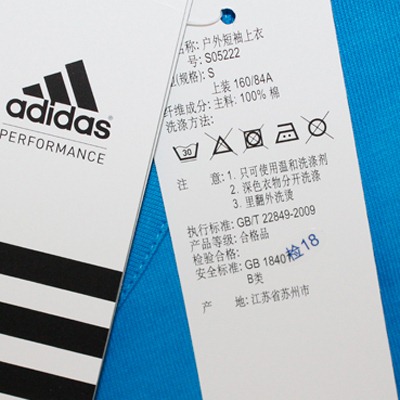 adidas
PERFORMANCE
名称: 户外短袖上衣
号: S05222
(规格): S
上装 160/84A
纤维成分: 主料: 100% 棉
洗涤方法:
30
注 意: 1. 只可使用温和洗涤剂
2. 深色衣物分开洗涤
3. 里翻外洗烫
执行标准: GB/T 22849-2009
产品等级: 合格品
检验合格: 检18
安全标准: GB 1840
B类
产 地: 江苏省苏州市